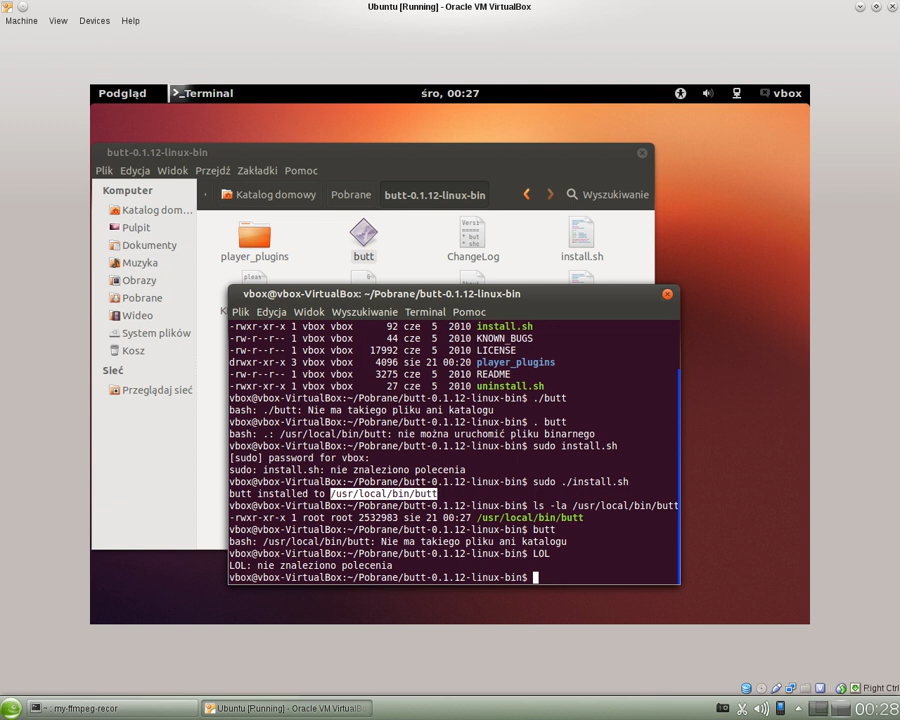 Ubuntu [Running] - Oracle VM VirtualBox
Machine View Devices Help
Podgląd >_Terminal śro, 00:27 vbox
butt-0.1.12-linux-bin
Plik Edycja Widok Przejdź Zakładki Pomoc
Komputer
Katalog dom...
Pulpit
Dokumenty
Muzyka
Obrazy
Pobrane
Wideo
System plików
Kosz
Sieć
Przeglądaj sieć
Katalog domowy Pobrane butt-0.1.12-linux-bin Wyszukiwanie
Versi
=====
* but
* sho
player_plugins butt ChangeLog install.sh
pleas
vbox@vbox-VirtualBox: ~/Pobrane/butt-0.1.12-linux-bin
Plik Edycja Widok Wyszukiwanie Terminal Pomoc
-rwxr-xr-x 1 vbox vbox 92 cze 5 2010 install.sh
-rw-r--r-- 1 vbox vbox 44 cze 5 2010 KNOWN_BUGS
-rw-r--r-- 1 vbox vbox 17992 cze 5 2010 LICENSE
drwxr-xr-x 3 vbox vbox 4096 sie 21 00:20 player_plugins
-rw-r--r-- 1 vbox vbox 3275 cze 5 2010 README
-rwxr-xr-x 1 vbox vbox 27 cze 5 2010 uninstall.sh
vbox@vbox-VirtualBox:~/Pobrane/butt-0.1.12-linux-bin$ ./butt
bash: ./butt: Nie ma takiego pliku ani katalogu
vbox@vbox-VirtualBox:~/Pobrane/butt-0.1.12-linux-bin$ . butt
bash: .: /usr/local/bin/butt: nie można uruchomić pliku binarnego
vbox@vbox-VirtualBox:~/Pobrane/butt-0.1.12-linux-bin$ sudo install.sh
[sudo] password for vbox:
sudo: install.sh: nie znaleziono polecenia
vbox@vbox-VirtualBox:~/Pobrane/butt-0.1.12-linux-bin$ sudo ./install.sh
butt installed to /usr/local/bin/butt
vbox@vbox-VirtualBox:~/Pobrane/butt-0.1.12-linux-bin$ ls -la /usr/local/bin/butt
-rwxr-xr-x 1 root root 2532983 sie 21 00:27 /usr/local/bin/butt
vbox@vbox-VirtualBox:~/Pobrane/butt-0.1.12-linux-bin$ butt
bash: /usr/local/bin/butt: Nie ma takiego pliku ani katalogu
vbox@vbox-VirtualBox:~/Pobrane/butt-0.1.12-linux-bin$ LOL
LOL: nie znaleziono polecenia
vbox@vbox-VirtualBox:~/Pobrane/butt-0.1.12-linux-bin$
Right Ctrl
~ : my-ffmpeg-recor Ubuntu [Running] - Oracle VM VirtualB 00:28